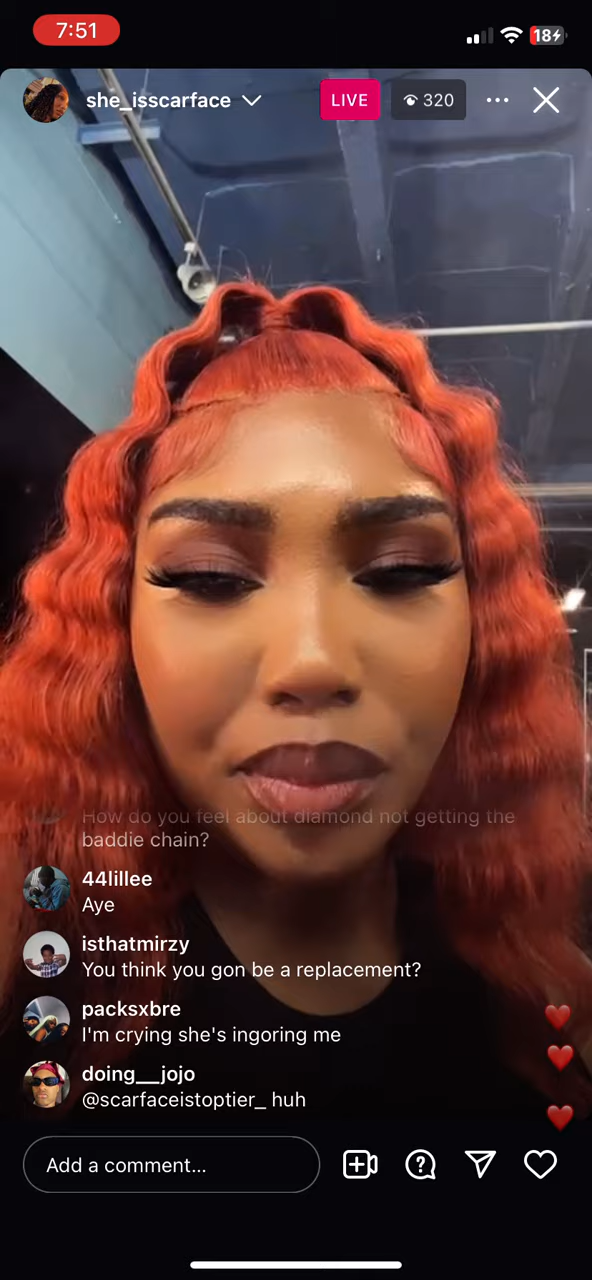 7:51
18
she_isscarface
LIVE
320
How do you feel about diamond not getting the
baddie chain?
44lillee
Aye
isthatmirzy
You think you gon be a replacement?
packsxbre
I'm crying she's ingoring me
doing__jojo
@scarfaceistoptier_ huh
Add a comment...